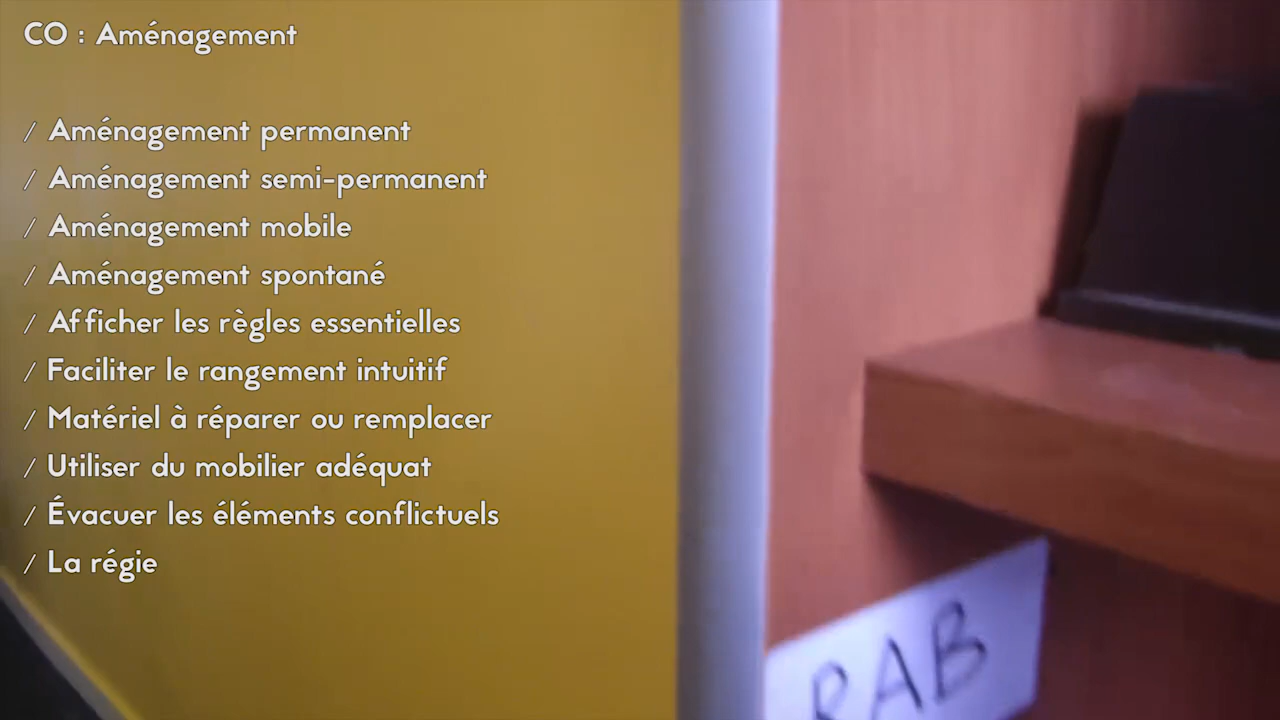 CO : Aménagement
/ Aménagement permanent
/ Aménagement semi-permanent
/ Aménagement mobile
/ Aménagement spontané
/ Afficher les règles essentielles
/ Faciliter le rangement intuitif
/ Matériel à réparer ou remplacer
/ Utiliser du mobilier adéquat
/ Évacuer les éléments conflictuels
/ La régie
RAB